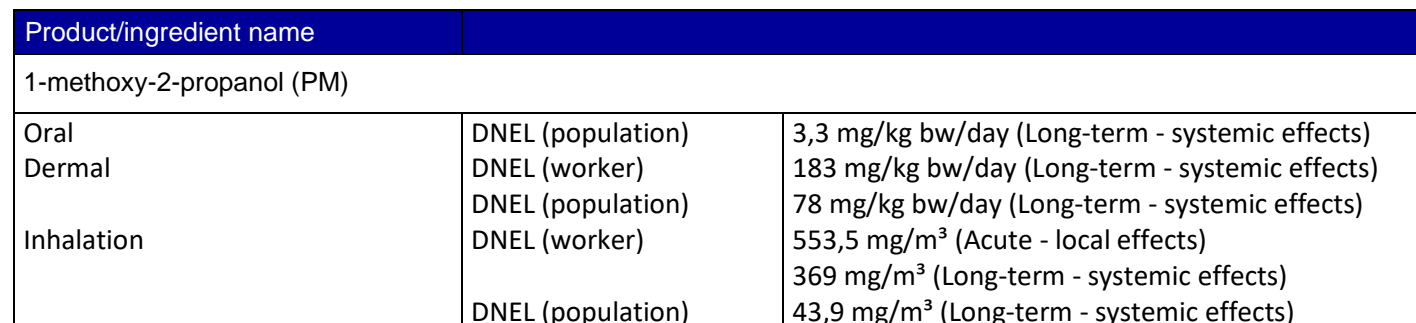 Product/ingredient name
1-methoxy-2-propanol (PM)
Oral DNEL (population) 3,3 mg/kg bw/day (Long-term - systemic effects)
Dermal DNEL (worker) 183 mg/kg bw/day (Long-term - systemic effects)
DNEL (population) 78 mg/kg bw/day (Long-term - systemic effects)
Inhalation DNEL (worker) 553,5 mg/m³ (Acute - local effects)
369 mg/m³ (Long-term - systemic effects)
DNEL (population) 43,9 mg/m³ (Long-term - systemic effects)